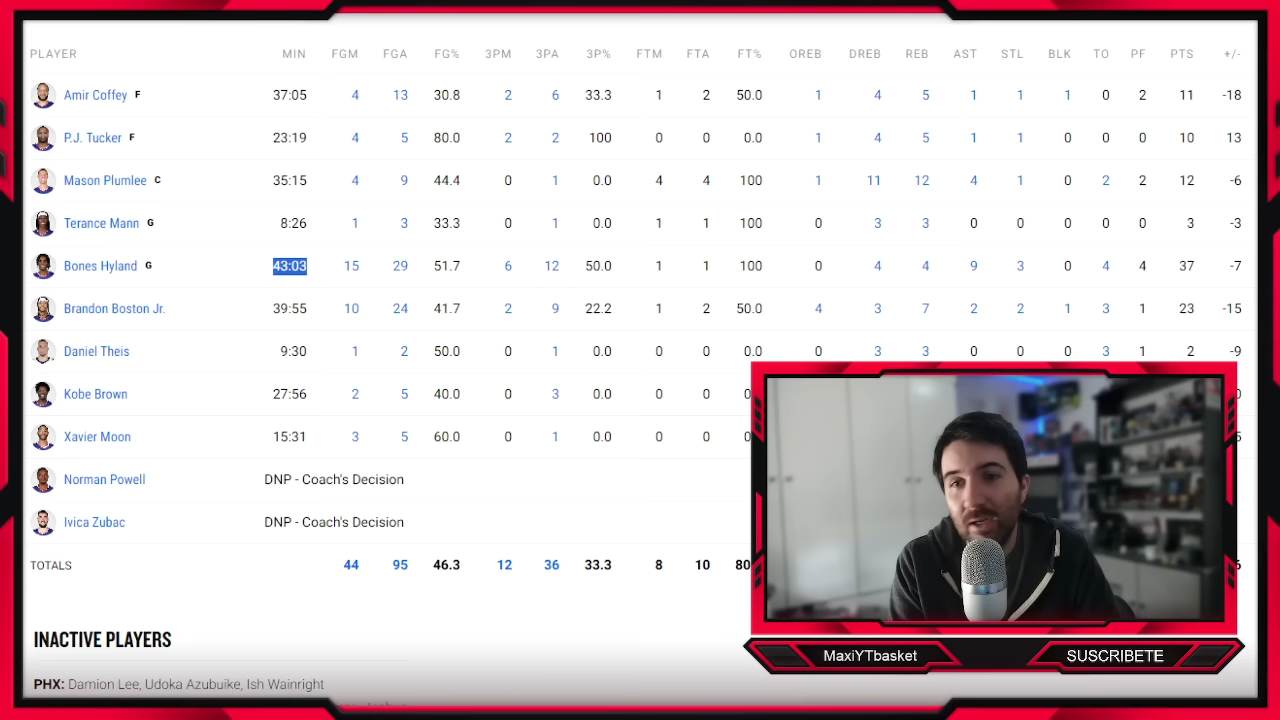 PLAYER MIN FGM FGA FG% 3PM 3PA 3P% FTM FTA FT% OREB DREB REB AST STL BLK TO PF PTS +/-
Amir Coffey F 37:05 4 13 30.8 2 6 33.3 1 2 50.0 1 4 5 1 1 1 0 2 11 -18
P.J. Tucker F 23:19 4 5 80.0 2 2 100 0 0 0.0 1 4 5 1 1 0 0 0 10 13
Mason Plumlee C 35:15 4 9 44.4 0 1 0.0 4 4 100 1 11 12 4 1 0 2 2 12 -6
Terance Mann G 8:26 1 3 33.3 0 1 0.0 1 1 100 0 3 3 0 0 0 0 0 3 -3
Bones Hyland G 43:03 15 29 51.7 6 12 50.0 1 1 100 0 4 4 9 3 0 4 4 37 -7
Brandon Boston Jr. 39:55 10 24 41.7 2 9 22.2 1 2 50.0 4 3 7 2 2 1 3 1 23 -15
Daniel Theis 9:30 1 2 50.0 0 1 0.0 0 0 0.0 0 3 3 0 0 0 3 1 2 -9
Kobe Brown 27:56 2 5 40.0 0 3 0.0 0 0
Xavier Moon 15:31 3 5 60.0 0 1 0.0 0 0
Norman Powell DNP - Coach's Decision
Ivica Zubac DNP - Coach's Decision
TOTALS 44 95 46.3 12 36 33.3 8 10 80
INACTIVE PLAYERS
MaxiYTbasket SUSCRIBETE
PHX: Damion Lee, Udoka Azubuike, Ish Wainright